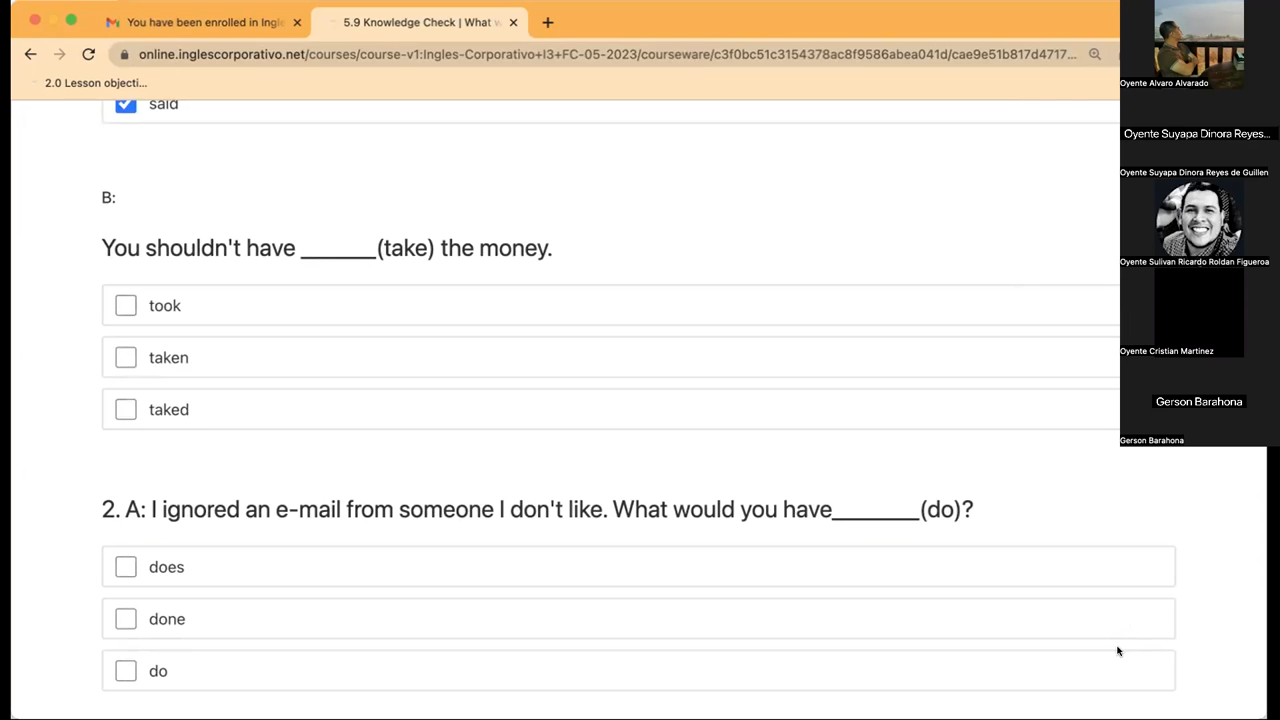 You have been enrolled in Ingle
5.9 Knowledge Check | What w
online.inglescorporativo.net/courses/course-v1:Ingles-Corporativo+I3+FC-05-2023/courseware/c3f0bc51c3154378ac8f9586abea041d/cae9e51b817d4717...
2.0 Lesson objecti...
said
B:
You shouldn't have _______(take) the money.
took
taken
taked
2. A: I ignored an e-mail from someone I don't like. What would you have________(do)?
does
done
do
Oyente Alvaro Alvarado
Oyente Suyapa Dinora Reyes...
Oyente Suyapa Dinora Reyes de Guillen
Oyente Sulivan Ricardo Roldan Figueroa
Oyente Cristian Martinez
Gerson Barahona
Gerson Barahona